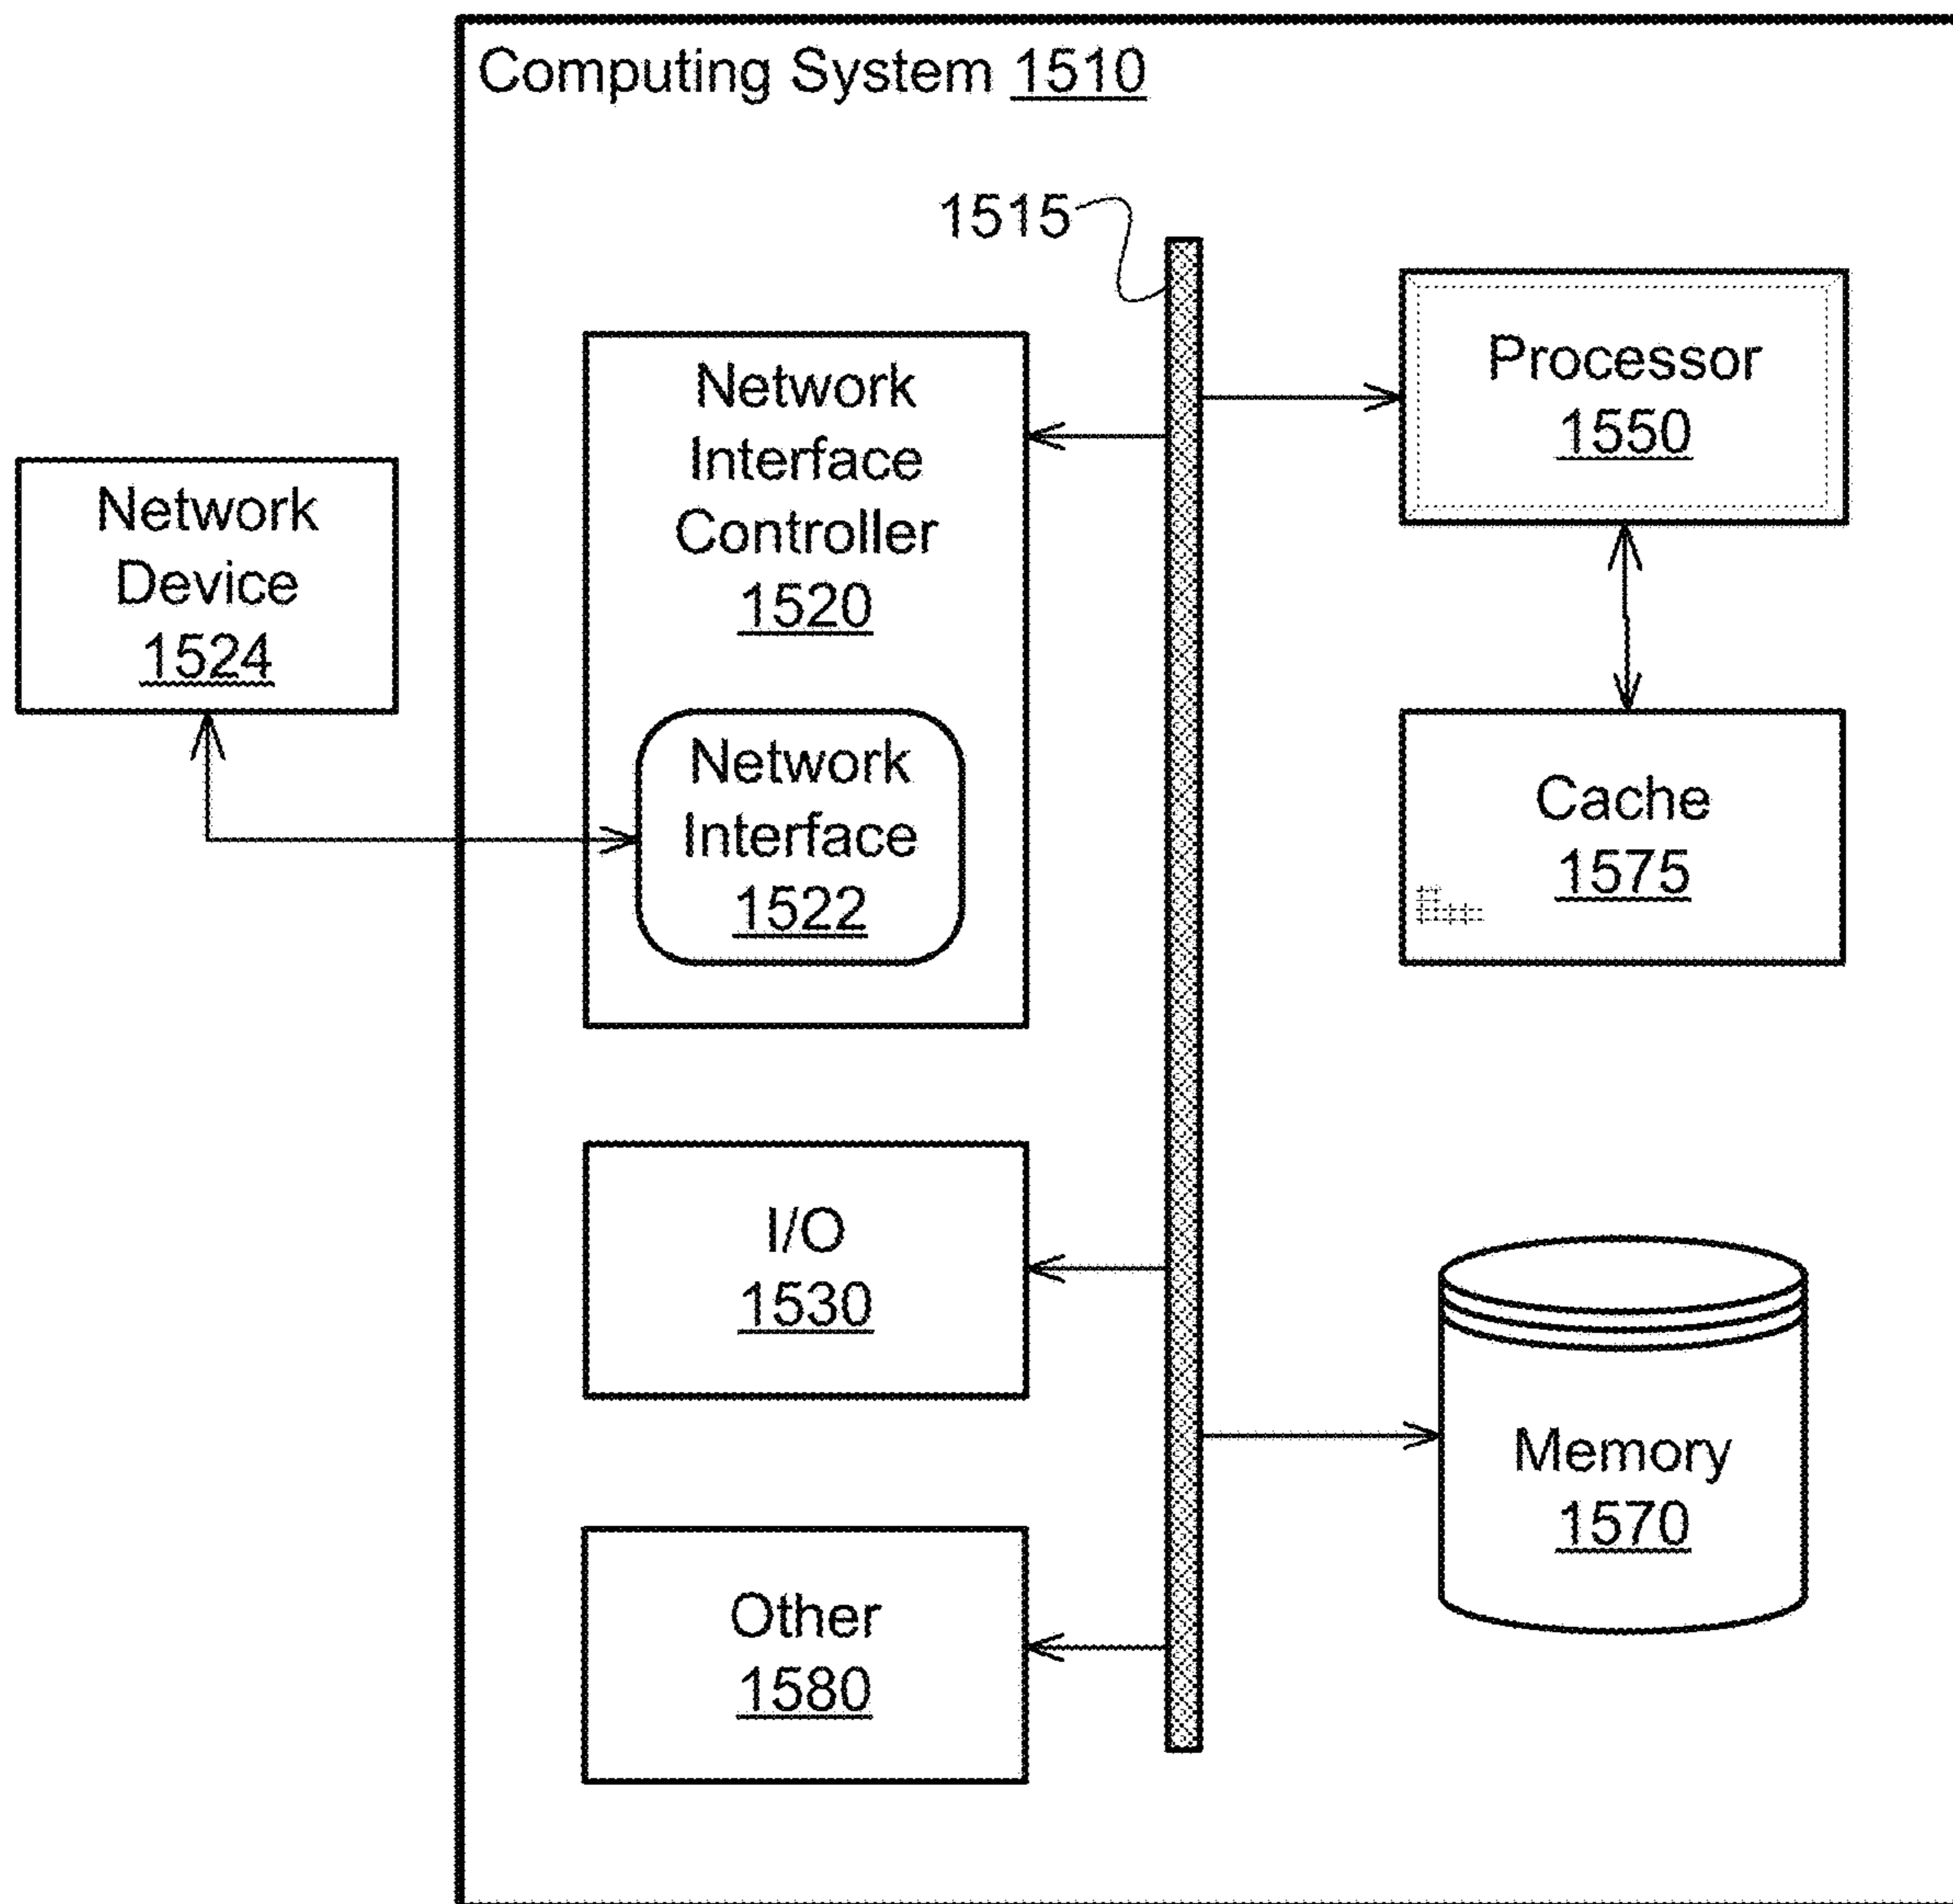 Computing System 1510
1515
Network
Interface
Controller
1520
Processor
1550
Network
Device
1524
Network
Interface
1522
Cache
1575
I/O
1530
Memory
1570
Other
1580